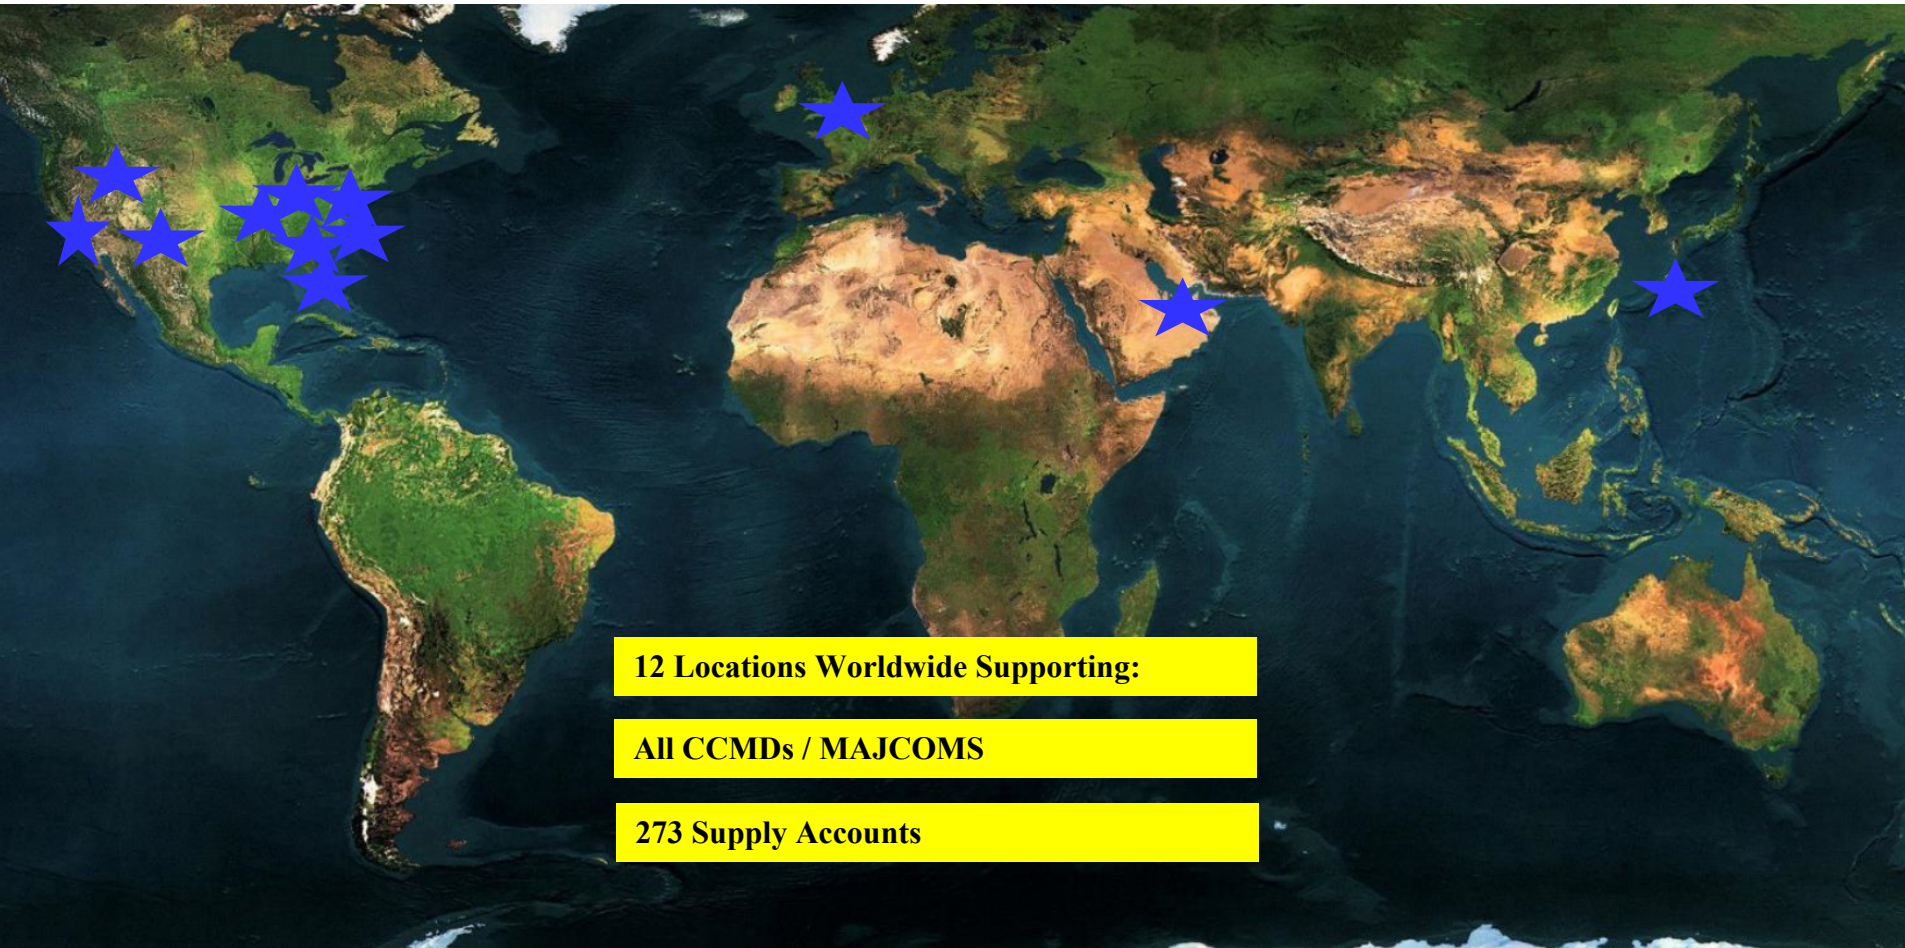 12 Locations Worldwide Supporting:
All CCMDs / MAJCOMS
273 Supply Accounts